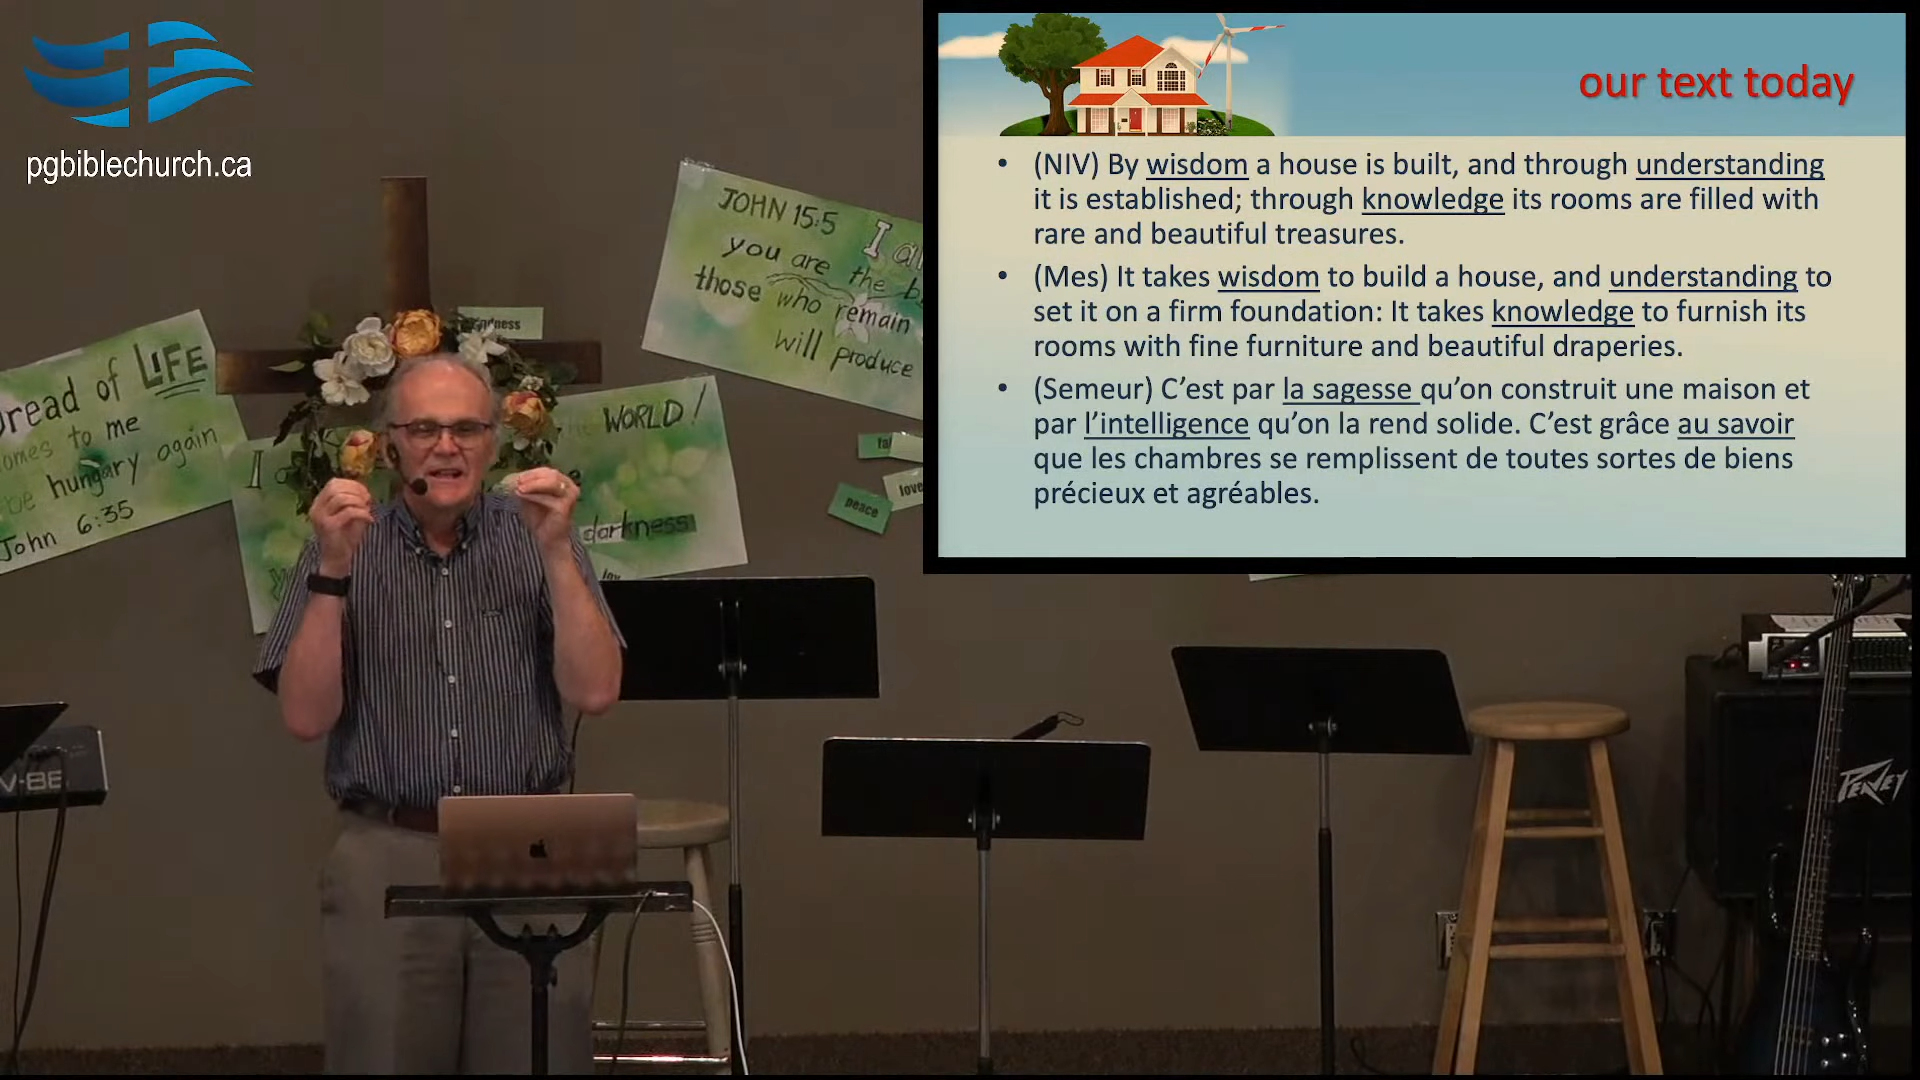 pgbiblechurch.ca
our text today
• (NIV) By wisdom a house is built, and through understanding
it is established; through knowledge its rooms are filled with
rare and beautiful treasures.
• (Mes) It takes wisdom to build a house, and understanding to
set it on a firm foundation: It takes knowledge to furnish its
rooms with fine furniture and beautiful draperies.
• (Semeur) C’est par la sagesse qu’on construit une maison et
par l’intelligence qu’on la rend solide. C’est grâce au savoir
que les chambres se remplissent de toutes sortes de biens
précieux et agréables.
JOHN 15:5
I
you are the
those who remain
will produce
of LIFE
to me
hungry again
John 6:35
I
WORLD!
darkness
peace
love
joy
V-BE
PEAVEY